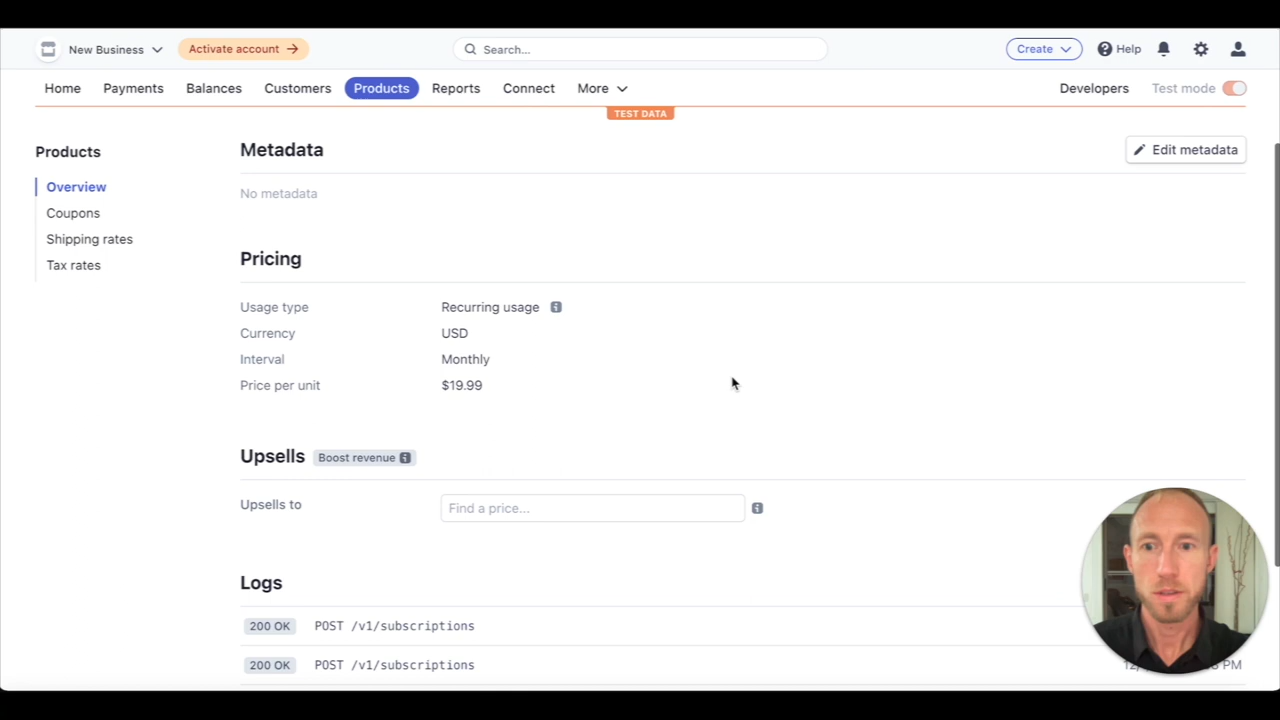 New Business
Activate account →
Search...
Create
Help
Home
Payments
Balances
Customers
Products
Reports
Connect
More
Developers
Test mode
TEST DATA
Products
Overview
Coupons
Shipping rates
Tax rates
Metadata
Edit metadata
No metadata
Pricing
Usage type Recurring usage
Currency USD
Interval Monthly
Price per unit $19.99
Upsells Boost revenue
Upsells to Find a price...
Logs
200 OK POST /v1/subscriptions
200 OK POST /v1/subscriptions
PM